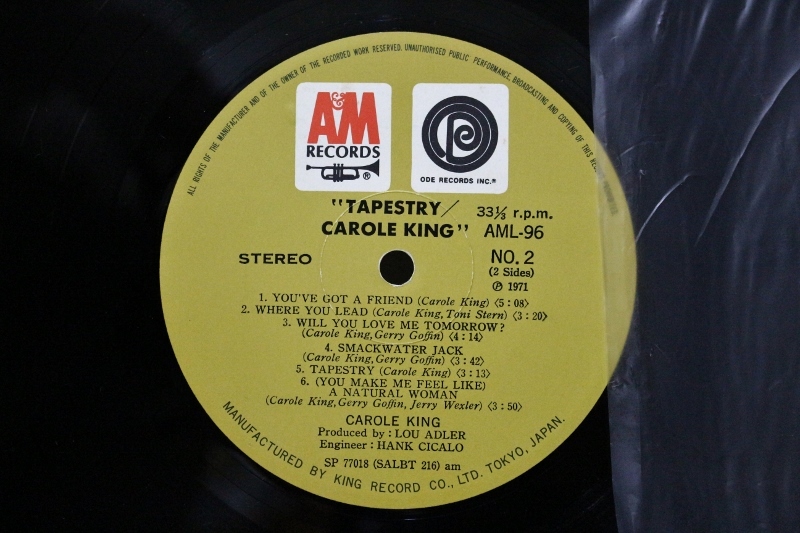 ALL RIGHTS OF THE MANUFACTURER AND OF THE OWNER OF THE RECORDED WORK RESERVED. UNAUTHORISED PUBLIC PERFORMANCE, BROADCASTING AND COPYING OF THIS
A&M
RECORDS
®
ODE RECORDS INC.®
"TAPESTRY/
CAROLE KING"
33⅓ r.p.m.
AML-96
STEREO
NO. 2
(2 Sides)
℗ 1971
1. YOU'VE GOT A FRIEND (Carole King) 〈5:08〉
2. WHERE YOU LEAD (Carole King, Toni Stern) 〈3:20〉
3. WILL YOU LOVE ME TOMORROW?
(Carole King, Gerry Goffin) 〈4:14〉
4. SMACKWATER JACK
(Carole King, Gerry Goffin) 〈3:42〉
5. TAPESTRY (Carole King) 〈3:13〉
6. (YOU MAKE ME FEEL LIKE)
A NATURAL WOMAN
(Carole King, Gerry Goffin, Jerry Wexler) 〈3:50〉
CAROLE KING
Produced by : LOU ADLER
Engineer : HANK CICALO
SP 77018 (SALBT 216) am
MANUFACTURED BY KING RECORD CO., LTD. TOKYO, JAPAN.